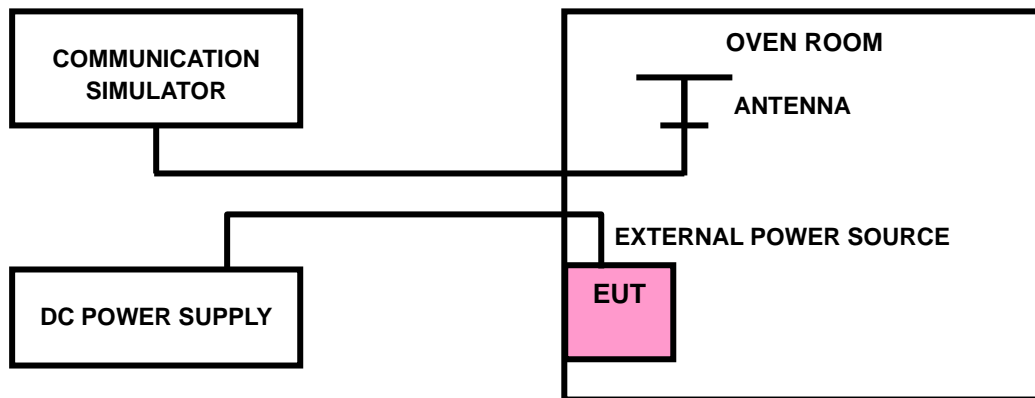 COMMUNICATION
SIMULATOR
OVEN ROOM
ANTENNA
EXTERNAL POWER SOURCE
EUT
DC POWER SUPPLY